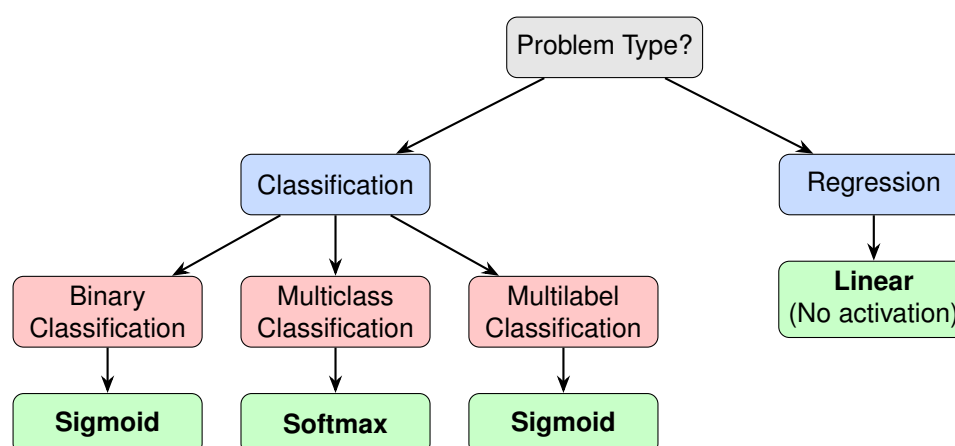 Problem Type?
Classification
Regression
Binary
Classification
Multiclass
Classification
Multilabel
Classification
Linear
(No activation)
Sigmoid
Softmax
Sigmoid